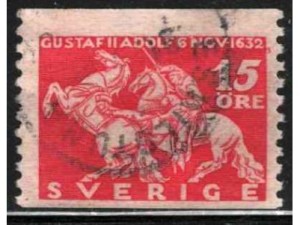 GUSTAF II ADOLF 6 NOV · 1632
15
ÖRE
SVERIGE